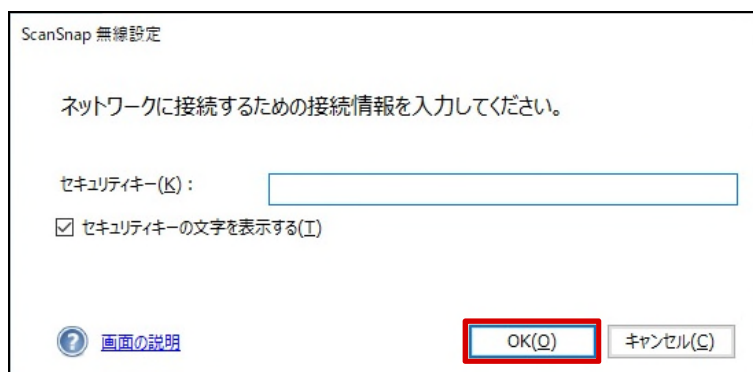 ScanSnap 無線設定
ネットワークに接続するための接続情報を入力してください。
セキュリティキー(K)：
セキュリティキーの文字を表示する(T)
? 画面の説明
OK(O) キャンセル(C)